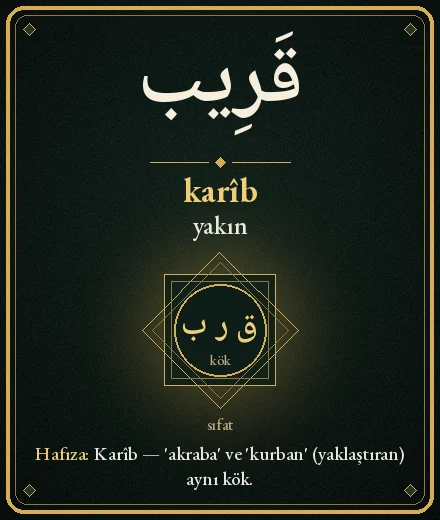 قَرِيب
karîb
yakın
ق ر ب
kök
sıfat
Hafıza: Karîb — 'akraba' ve 'kurban' (yaklaştıran)
aynı kök.